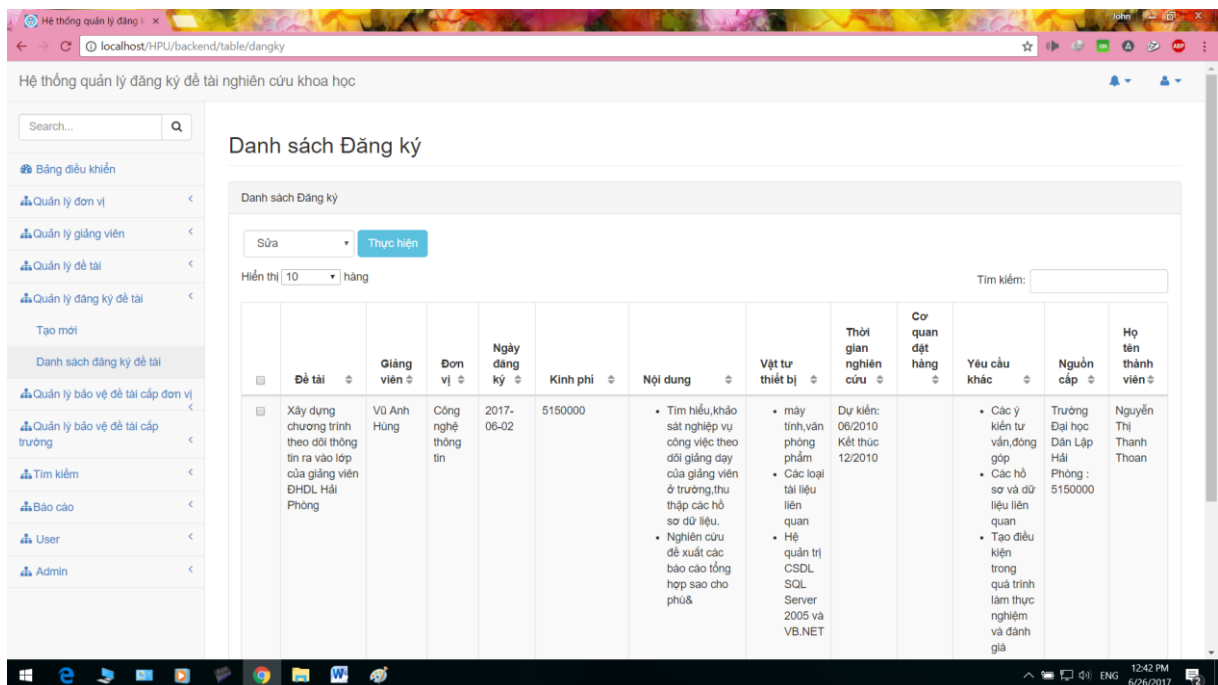 Hệ thống quản lý đăng k
John
localhost/HPU/backend/table/dangky
Hệ thống quản lý đăng ký đề tài nghiên cứu khoa học
Search...
Bảng điều khiển
Quản lý đơn vị
Quản lý giảng viên
Quản lý đề tài
Quản lý đăng ký đề tài
Tạo mới
Danh sách đăng ký đề tài
Quản lý bảo vệ đề tài cấp đơn vị
Quản lý bảo vệ đề tài cấp
trường
Tìm kiếm
Báo cáo
User
Admin
Danh sách Đăng ký
Danh sách Đăng ký
Sửa
Thực hiện
Hiển thị 10 hàng
Tìm kiếm:
Đề tài
Giảng
viên
Đơn
vị
Ngày
đăng
ký
Kinh phí
Nội dung
Vật tư
thiết bị
Thời
gian
nghiên
cứu
Cơ
quan
đặt
hàng
Yêu cầu
khác
Nguồn
cấp
Họ
tên
thành
viên
Xây dựng
chương trình
theo dõi thông
tin ra vào lớp
của giảng viên
ĐHDL Hải
Phòng
Vũ Anh
Hùng
Công
nghệ
thông
tin
2017-
06-02
5150000
• Tìm hiểu,khảo
sát nghiệp vụ
công việc theo
dõi giảng dạy
của giảng viên
ở trường,thu
thập các hồ
sơ dữ liệu.
• Nghiên cứu
đề xuất các
báo cáo tổng
hợp sao cho
phù&
• máy
tính,văn
phòng
phẩm
• Các loại
tài liệu
liên
quan
• Hệ
quản trị
CSDL
SQL
Server
2005 và
VB.NET
Dự kiến:
06/2010
Kết thúc
12/2010
• Các ý
kiến tư
vấn,đóng
góp
• Các hồ
sơ và dữ
liệu liên
quan
• Tạo điều
kiện
trong
quá trình
làm thực
nghiệm
và đánh
giá
Trường
Đại học
Dân Lập
Hải
Phòng :
5150000
Nguyễn
Thị
Thanh
Thoan
ENG
12:42 PM
6/26/2017